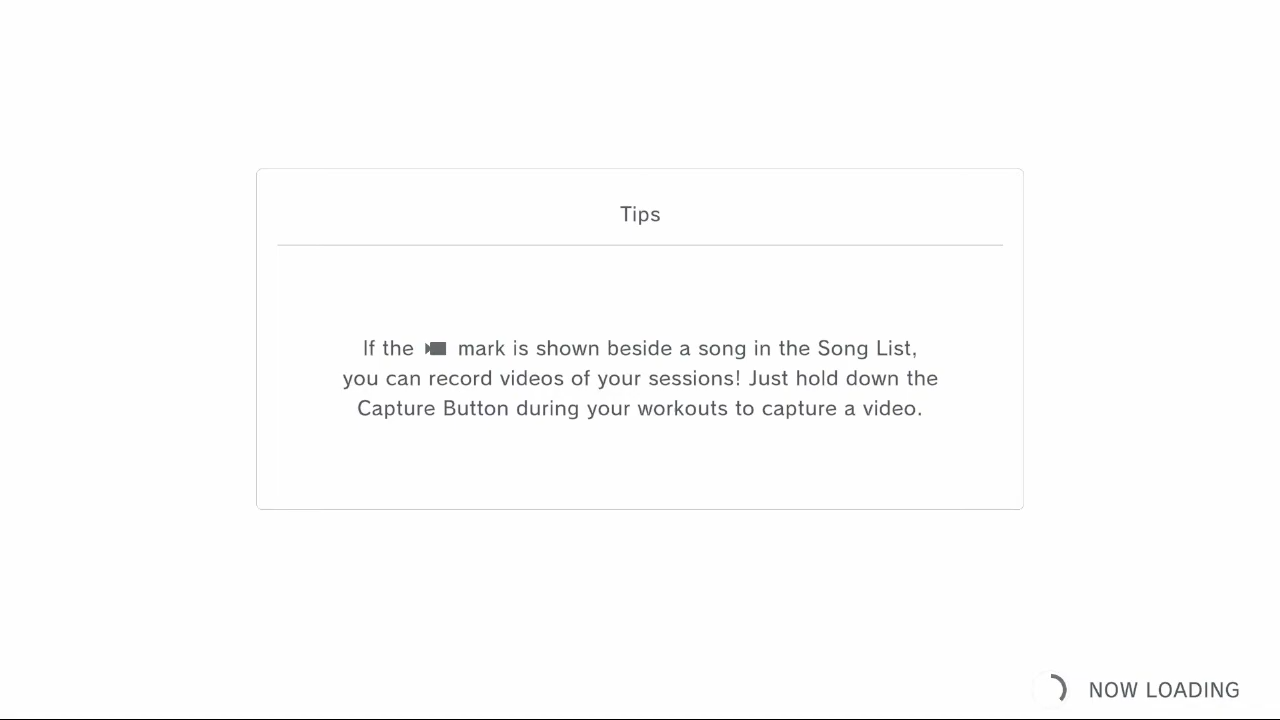 Tips
If the mark is shown beside a song in the Song List,
you can record videos of your sessions! Just hold down the
Capture Button during your workouts to capture a video.
NOW LOADING